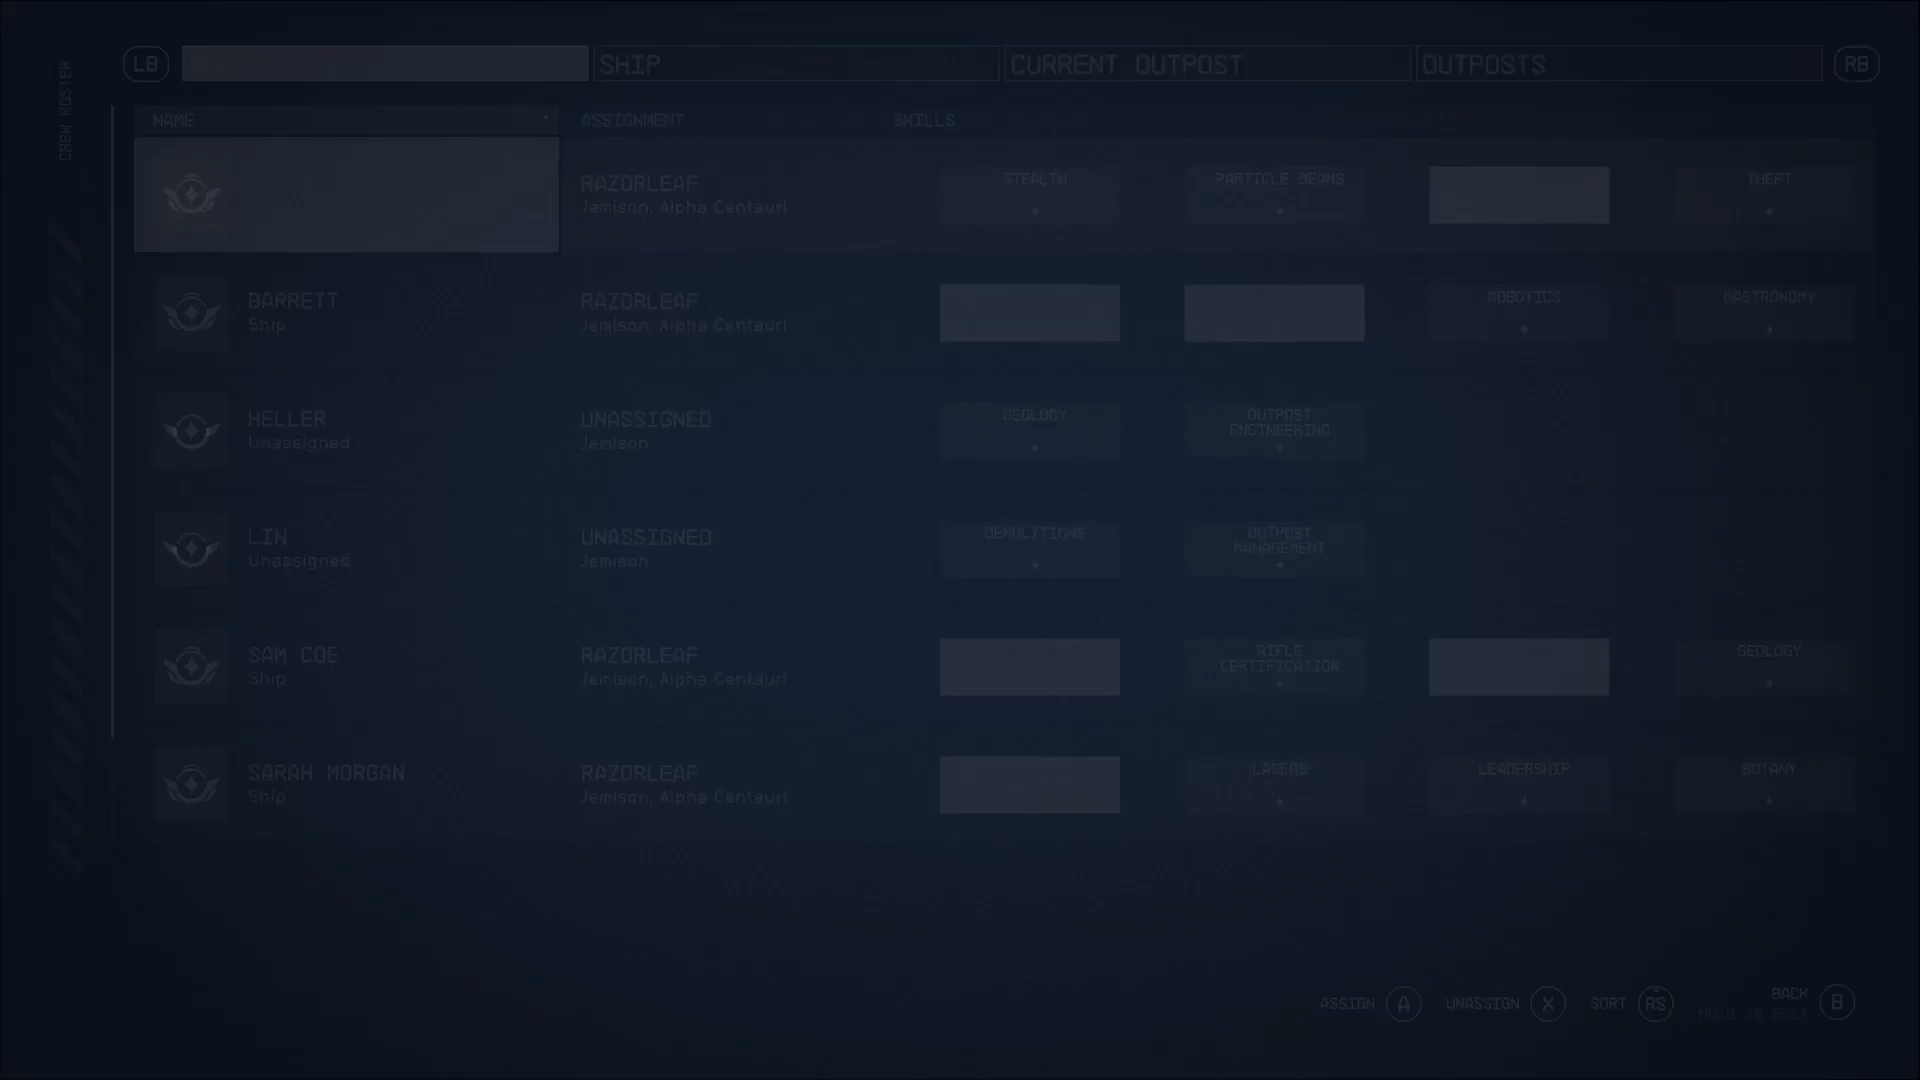 LB
SHIP
CURRENT OUTPOST
OUTPOSTS
RB
CREW ROSTER
NAME
ASSIGNMENT
SKILLS
RAZORLEAF
Jemison, Alpha Centauri
STEALTH
PARTICLE BEAMS
THEFT
BARRETT
Ship
RAZORLEAF
Jemison, Alpha Centauri
ROBOTICS
GASTRONOMY
HELLER
Unassigned
UNASSIGNED
Jemison
GEOLOGY
OUTPOST
ENGINEERING
LIN
Unassigned
UNASSIGNED
Jemison
DEMOLITIONS
OUTPOST
MANAGEMENT
SAM COE
Ship
RAZORLEAF
Jemison, Alpha Centauri
RIFLE
CERTIFICATION
GEOLOGY
SARAH MORGAN
Ship
RAZORLEAF
Jemison, Alpha Centauri
LASERS
LEADERSHIP
BOTANY
ASSIGN A
UNASSIGN X
SORT RS
BACK B
HOLD TO EXIT